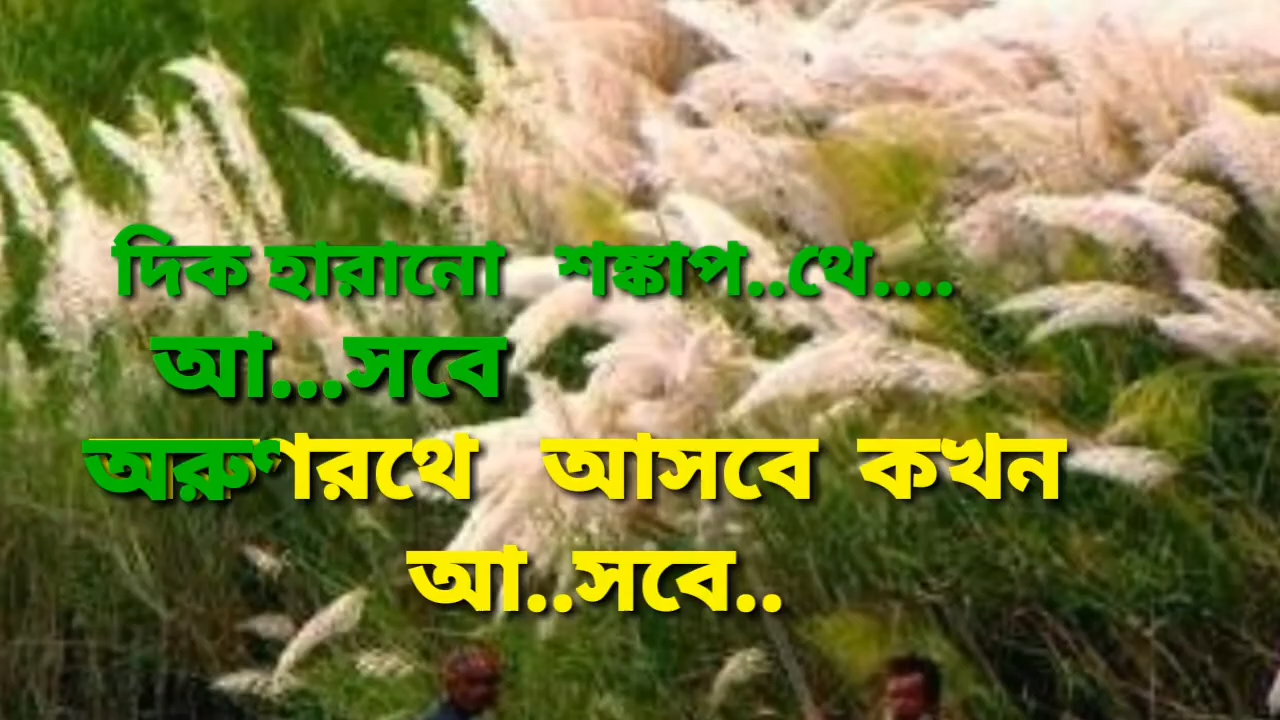 দিক হারানো শঙ্কাপ..থে....
আ...সবে
অরুণরথে আসবে কখন
আ..সবে..